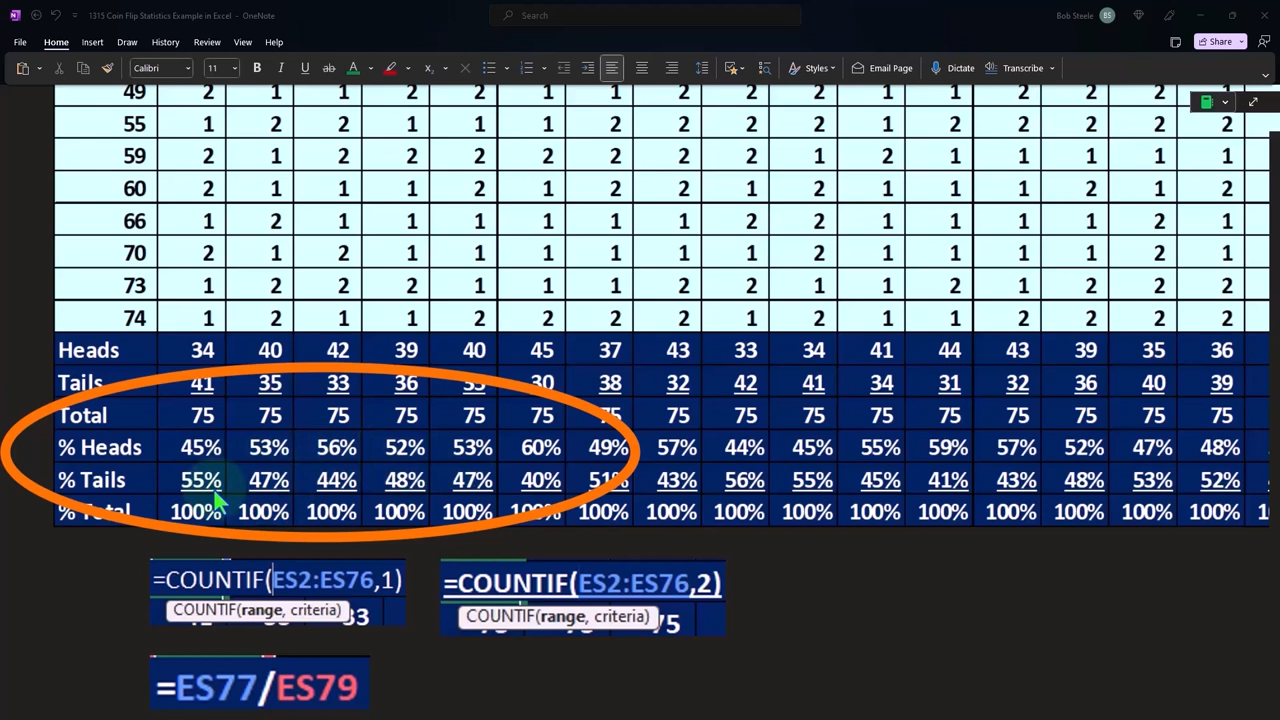 1315 Coin Flip Statistics Example in Excel - OneNote
Search
Bob Steele BS
File Home Insert Draw History Review View Help
Share
Calibri 11 B I U ab A Styles Email Page Dictate Transcribe
49 2 1 1 2 2 1 1 2 2 2 1 1 2 2 2 1
55 1 2 2 1 1 1 2 2 2 2 1 2 2 2 2 2
59 2 1 2 2 2 2 2 2 1 2 1 1 1 1 1
60 2 1 1 1 2 1 2 2 1 2 1 1 1 2 1 2
66 1 2 1 1 1 1 1 1 2 2 1 1 1 1 2 1
70 2 1 2 1 1 1 1 1 1 2 1 1 1 2 2 1
73 1 2 2 2 1 1 1 2 2 1 1 2 1 1 2 2
74 1 2 1 1 2 2 2 2 1 2 1 1 2 2 2 2
Heads 34 40 42 39 40 45 37 43 33 34 41 44 43 39 35 36
Tails 41 35 33 36 35 30 38 32 42 41 34 31 32 36 40 39
Total 75 75 75 75 75 75 75 75 75 75 75 75 75 75 75 75
% Heads 45% 53% 56% 52% 53% 60% 49% 57% 44% 45% 55% 59% 57% 52% 47% 48%
% Tails 55% 47% 44% 48% 47% 40% 51% 43% 56% 55% 45% 41% 43% 48% 53% 52%
% Total 100% 100% 100% 100% 100% 100% 100% 100% 100% 100% 100% 100% 100% 100% 100% 100%
=COUNTIF(ES2:ES76,1)
COUNTIF(range, criteria)
=COUNTIF(ES2:ES76,2)
COUNTIF(range, criteria)
=ES77/ES79